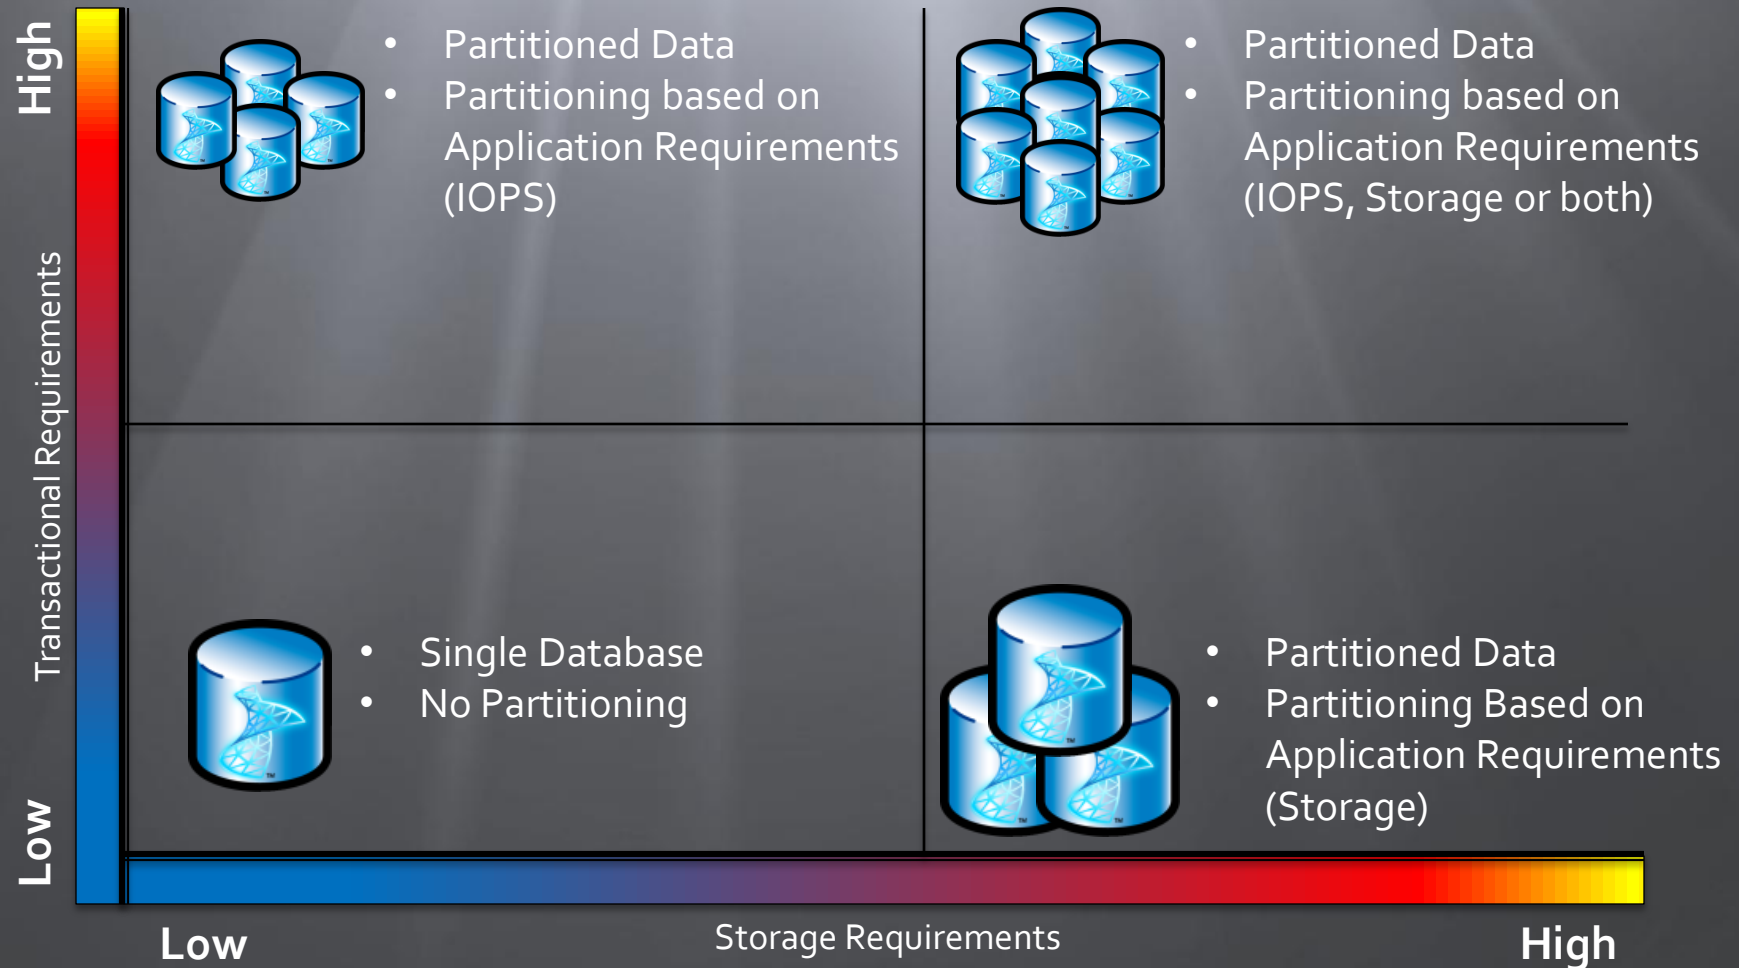 High
• Partitioned Data
• Partitioning based on
Application Requirements
(IOPS)
• Partitioned Data
• Partitioning based on
Application Requirements
(IOPS, Storage or both)
Transactional Requirements
• Single Database
• No Partitioning
• Partitioned Data
• Partitioning Based on
Application Requirements
(Storage)
Low
Low
Storage Requirements
High